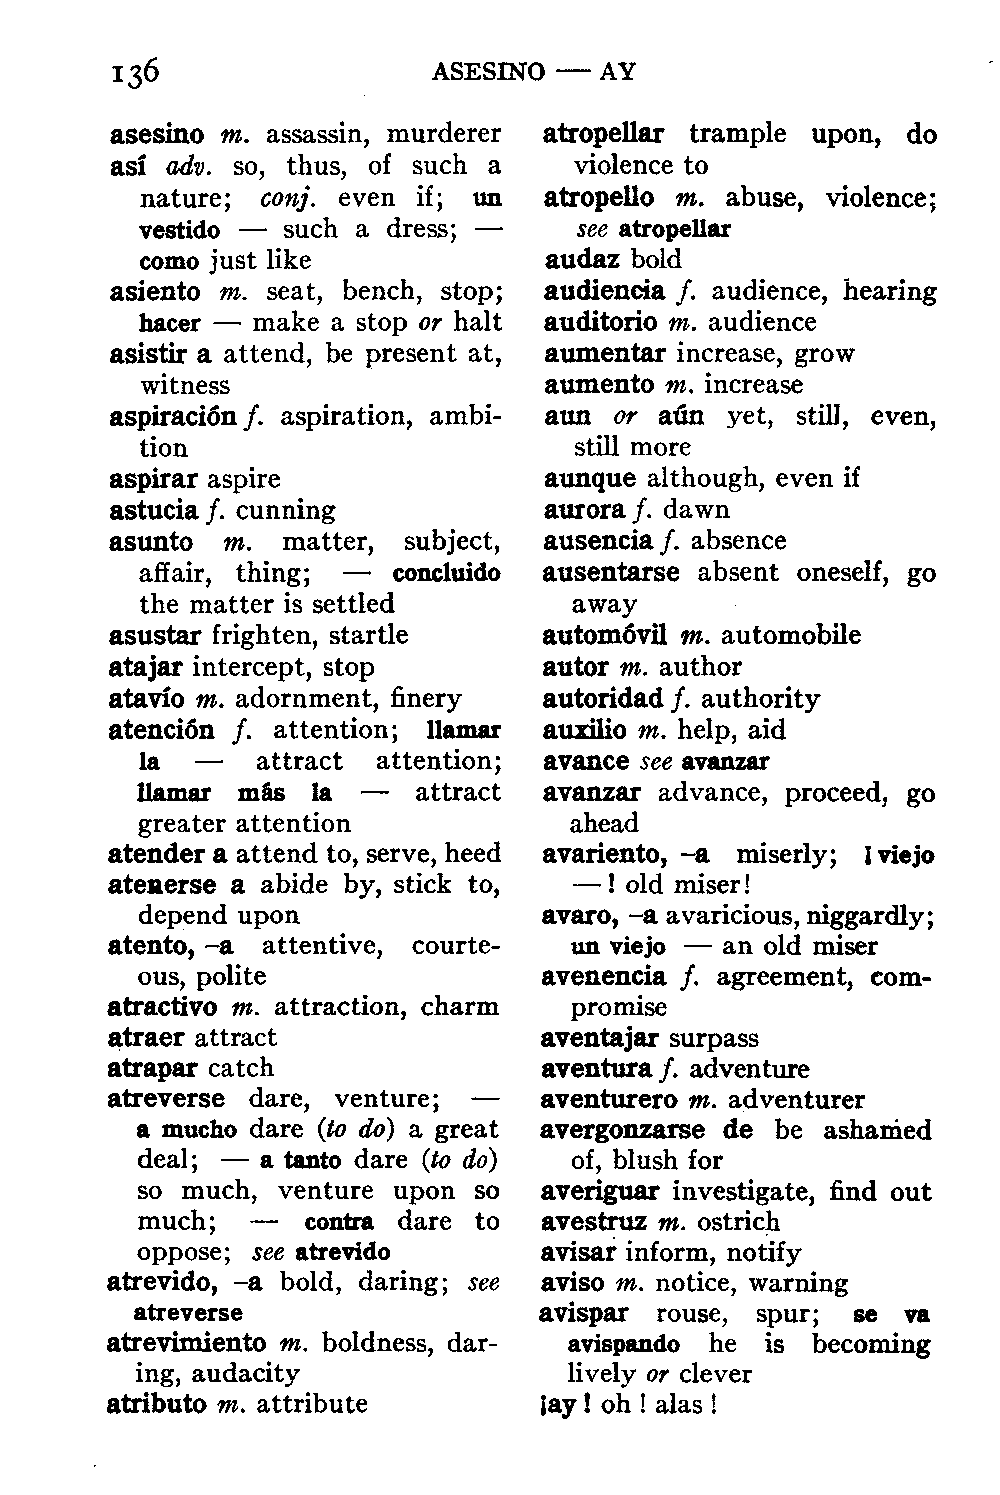 136 ASESINO — AY
asesino m. assassin, murderer
así adv. so, thus, of such a
nature; conj. even if; un
vestido — such a dress; —
como just like
asiento m. seat, bench, stop;
hacer — make a stop or halt
asistir a attend, be present at,
witness
aspiración f. aspiration, ambi-
tion
aspirar aspire
astucia f. cunning
asunto m. matter, subject,
affair, thing; — concluido
the matter is settled
asustar frighten, startle
atajar intercept, stop
atavío m. adornment, finery
atención f. attention; llamar
la — attract attention;
llamar más la — attract
greater attention
atender a attend to, serve, heed
atenerse a abide by, stick to,
depend upon
atento, –a attentive, courte-
ous, polite
atractivo m. attraction, charm
atraer attract
atrapar catch
atreverse dare, venture; —
a mucho dare (to do) a great
deal; — a tanto dare (to do)
so much, venture upon so
much; — contra dare to
oppose; see atrevido
atrevido, –a bold, daring; see
atreverse
atrevimiento m. boldness, dar-
ing, audacity
atributo m. attribute
atropellar trample upon, do
violence to
atropello m. abuse, violence;
see atropellar
audaz bold
audiencia f. audience, hearing
auditorio m. audience
aumentar increase, grow
aumento m. increase
aun or aún yet, still, even,
still more
aunque although, even if
aurora f. dawn
ausencia f. absence
ausentarse absent oneself, go
away
automóvil m. automobile
autor m. author
autoridad f. authority
auxilio m. help, aid
avance see avanzar
avanzar advance, proceed, go
ahead
avariento, –a miserly; ¡ viejo
— ! old miser!
avaro, –a avaricious, niggardly;
un viejo — an old miser
avenencia f. agreement, com-
promise
aventajar surpass
aventura f. adventure
aventurero m. adventurer
avergonzarse de be ashamed
of, blush for
averiguar investigate, find out
avestruz m. ostrich
avisar inform, notify
aviso m. notice, warning
avispar rouse, spur; se va
avispando he is becoming
lively or clever
¡ay ! oh ! alas !